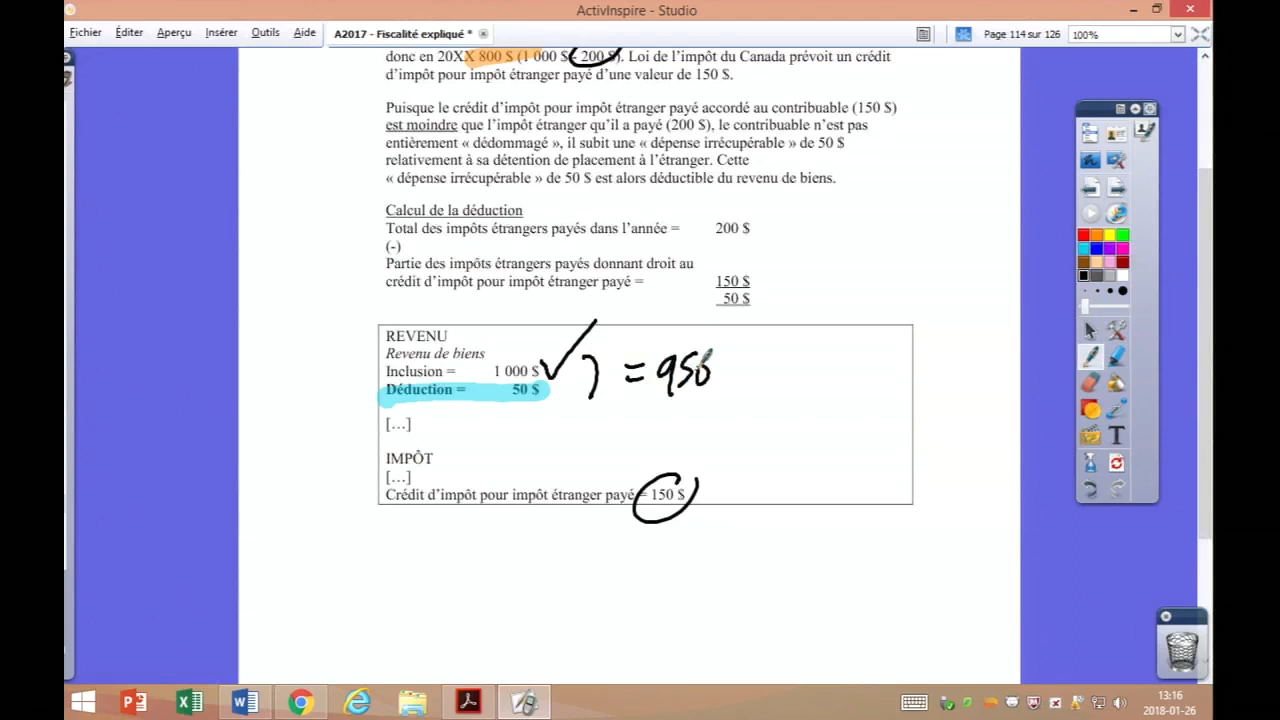 ActivInspire - Studio
Fichier Éditer Aperçu Insérer Outils Aide A2017 - Fiscalité expliqué * Page 114 sur 126 100%
donc en 20XX 800 $ (1 000 $ - 200 $). Loi de l’impôt du Canada prévoit un crédit
d’impôt pour impôt étranger payé d’une valeur de 150 $.
Puisque le crédit d’impôt pour impôt étranger payé accordé au contribuable (150 $)
est moindre que l’impôt étranger qu’il a payé (200 $), le contribuable n’est pas
entièrement « dédommagé », il subit une « dépense irrécupérable » de 50 $
relativement à sa détention de placement à l’étranger. Cette
« dépense irrécupérable » de 50 $ est alors déductible du revenu de biens.
Calcul de la déduction
Total des impôts étrangers payés dans l’année = 200 $
(-)
Partie des impôts étrangers payés donnant droit au
crédit d’impôt pour impôt étranger payé = 150 $
50 $
REVENU
Revenu de biens
Inclusion = 1 000 $
= 950
Déduction = 50 $
[…]
IMPÔT
[…]
Crédit d’impôt pour impôt étranger payé = 150 $
13:16
2018-01-26